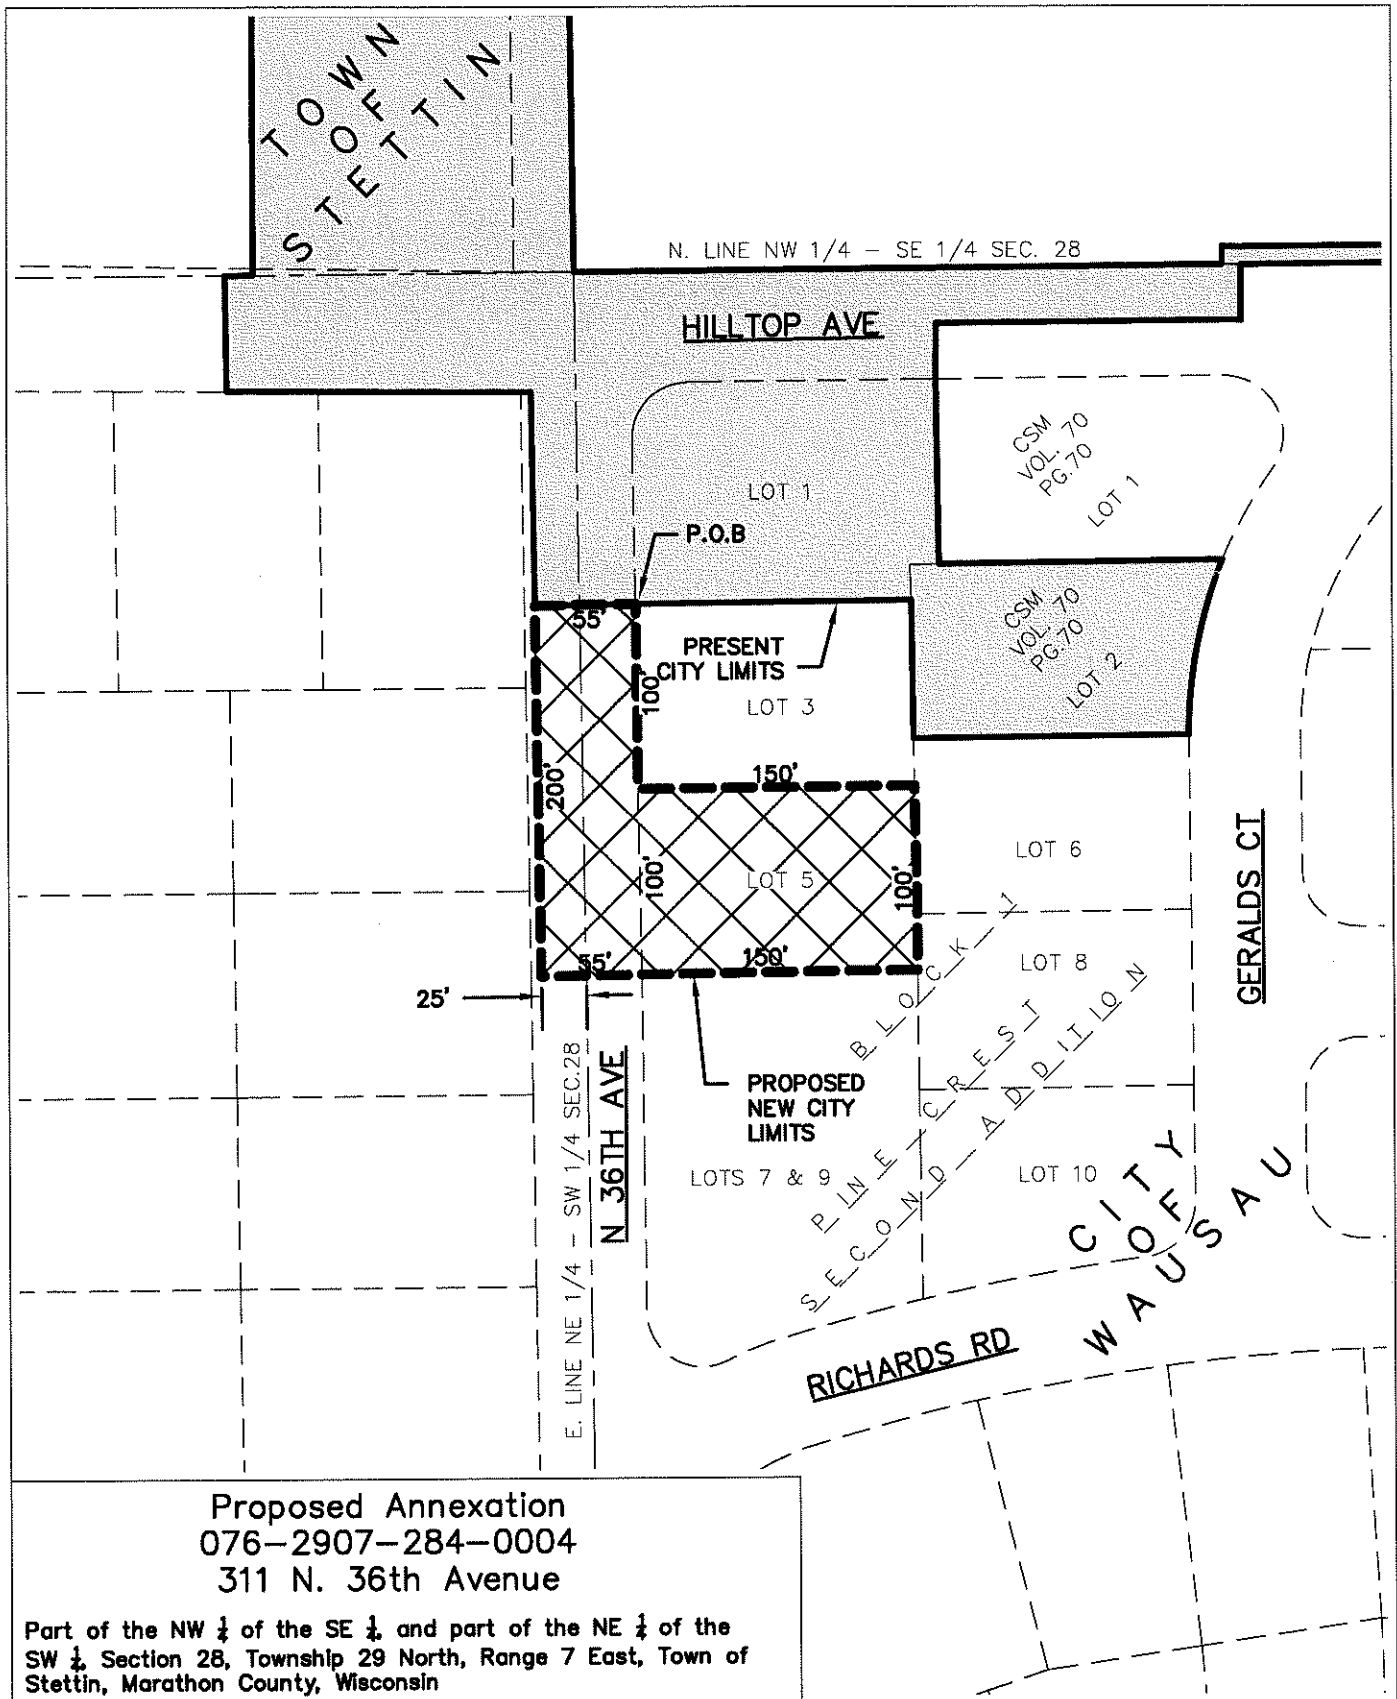 TOWN
OF
STETTIN
N. LINE NW 1/4 - SE 1/4 SEC. 28
HILLTOP AVE
CSM
VOL. 70
PG.70
LOT 1
LOT 1
P.O.B
55'
PRESENT
CITY LIMITS
100'
LOT 3
CSM
VOL. 70
PG.70
LOT 2
200'
150'
100'
LOT 5
100'
LOT 6
GERALDS CT
55'
150'
LOT 8
25'
BLOCK 1
PINE CREST
SECOND ADDITION
E. LINE NE 1/4 - SW 1/4 SEC.28
N 36TH AVE
PROPOSED
NEW CITY
LIMITS
LOTS 7 & 9
LOT 10
CITY
OF
WAUSAU
RICHARDS RD
Proposed Annexation
076-2907-284-0004
311 N. 36th Avenue
Part of the NW ¼ of the SE ¼ and part of the NE ¼ of the
SW ¼ Section 28, Township 29 North, Range 7 East, Town of
Stettin, Marathon County, Wisconsin